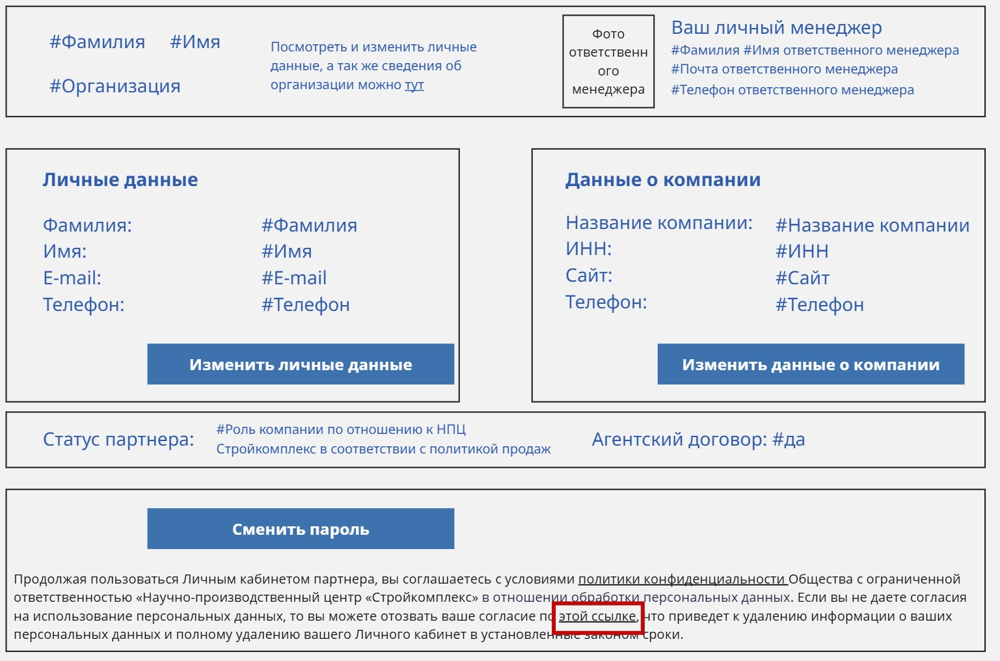 #Фамилия #Имя
#Организация
Посмотреть и изменить личные
данные, а так же сведения об
организации можно тут
Фото
ответственн
ого
менеджера
Ваш личный менеджер
#Фамилия #Имя ответственного менеджера
#Почта ответственного менеджера
#Телефон ответственного менеджера
Личные данные
Фамилия: #Фамилия
Имя: #Имя
E-mail: #E-mail
Телефон: #Телефон
Изменить личные данные
Данные о компании
Название компании: #Название компании
ИНН: #ИНН
Сайт: #Сайт
Телефон: #Телефон
Изменить данные о компании
Статус партнера:
#Роль компании по отношению к НПЦ
Стройкомплекс в соответствии с политикой продаж
Агентский договор: #да
Сменить пароль
Продолжая пользоваться Личным кабинетом партнера, вы соглашаетесь с условиями политики конфиденциальности Общества с ограниченной
ответственностью «Научно-производственный центр «Стройкомплекс» в отношении обработки персональных данных. Если вы не даете согласия
на использование персональных данных, то вы можете отозвать ваше согласие по этой ссылке, что приведет к удалению информации о ваших
персональных данных и полному удалению вашего Личного кабинет в установленные законом сроки.